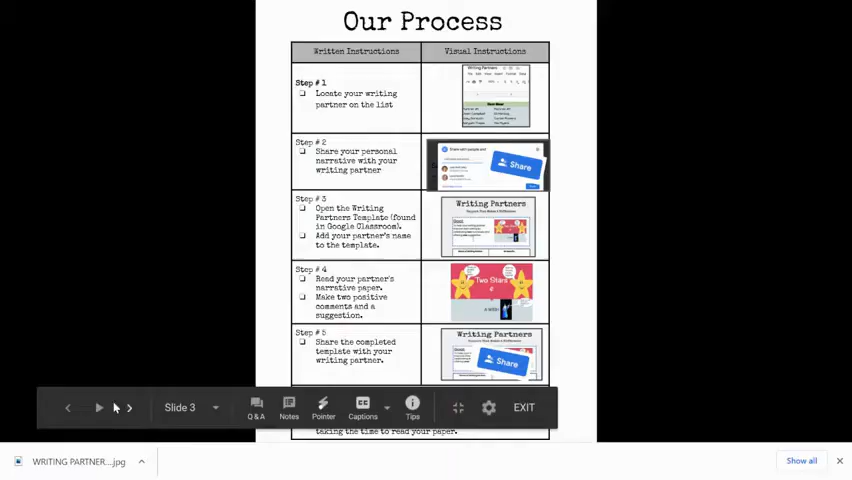 Our Process
Written Instructions
Visual Instructions
Step # 1
Locate your writing
partner on the list
Writing Partners
Step # 2
Share your personal
narrative with your
writing partner
Share with people and
Share
Step # 3
Open the Writing
Partners Template (found
in Google Classroom).
Add your partner's name
to the template.
Writing Partners
Step # 4
Read your partner's
narrative paper.
Make two positive
comments and a
suggestion.
Two Stars
&
A WISH
Step # 5
Share the completed
template with your
writing partner.
Writing Partners
Share
Slide 3
Q & A
Notes
Pointer
Captions
Tips
EXIT
taking the time to read your paper.
WRITING PARTNER....jpg
Show all